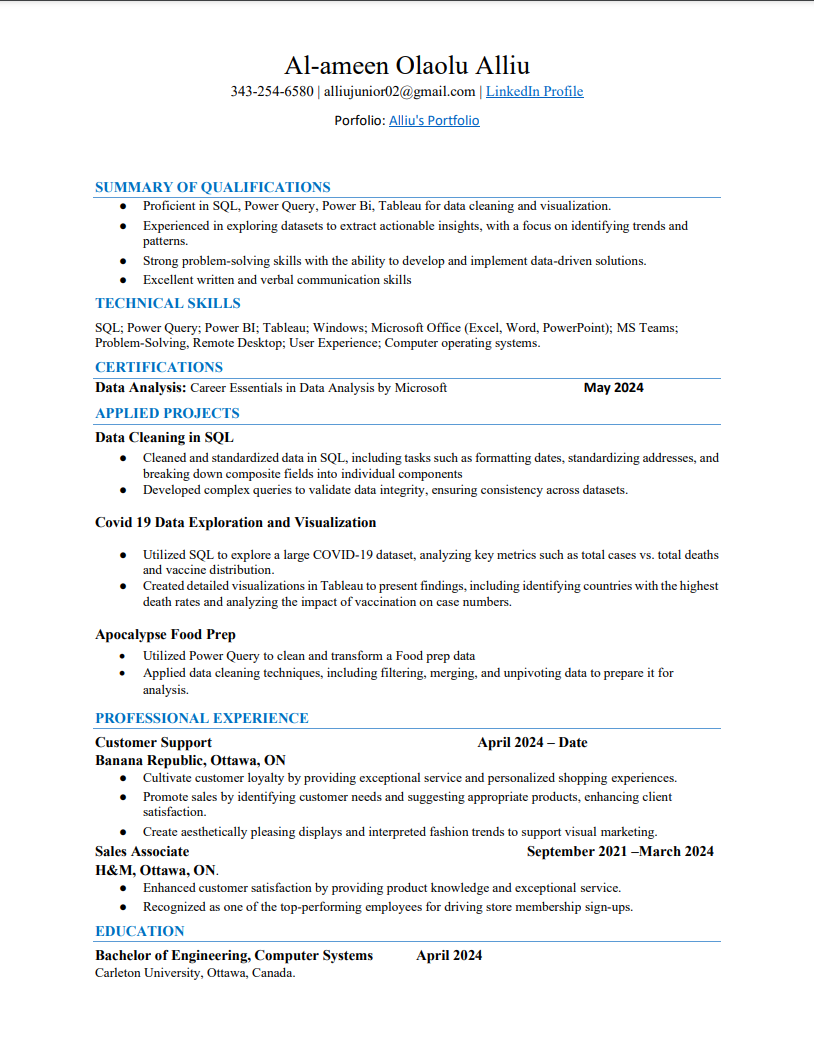 Al-ameen Olaolu Alliu
343-254-6580 | alliujunior02@gmail.com | LinkedIn Profile
Porfolio: Alliu's Portfolio
SUMMARY OF QUALIFICATIONS
● Proficient in SQL, Power Query, Power Bi, Tableau for data cleaning and visualization.
● Experienced in exploring datasets to extract actionable insights, with a focus on identifying trends and
patterns.
● Strong problem-solving skills with the ability to develop and implement data-driven solutions.
● Excellent written and verbal communication skills
TECHNICAL SKILLS
SQL; Power Query; Power BI; Tableau; Windows; Microsoft Office (Excel, Word, PowerPoint); MS Teams;
Problem-Solving, Remote Desktop; User Experience; Computer operating systems.
CERTIFICATIONS
Data Analysis: Career Essentials in Data Analysis by Microsoft May 2024
APPLIED PROJECTS
Data Cleaning in SQL
● Cleaned and standardized data in SQL, including tasks such as formatting dates, standardizing addresses, and
breaking down composite fields into individual components
● Developed complex queries to validate data integrity, ensuring consistency across datasets.
Covid 19 Data Exploration and Visualization
● Utilized SQL to explore a large COVID-19 dataset, analyzing key metrics such as total cases vs. total deaths
and vaccine distribution.
● Created detailed visualizations in Tableau to present findings, including identifying countries with the highest
death rates and analyzing the impact of vaccination on case numbers.
Apocalypse Food Prep
● Utilized Power Query to clean and transform a Food prep data
● Applied data cleaning techniques, including filtering, merging, and unpivoting data to prepare it for
analysis.
PROFESSIONAL EXPERIENCE
Customer Support April 2024 – Date
Banana Republic, Ottawa, ON
● Cultivate customer loyalty by providing exceptional service and personalized shopping experiences.
● Promote sales by identifying customer needs and suggesting appropriate products, enhancing client
satisfaction.
● Create aesthetically pleasing displays and interpreted fashion trends to support visual marketing.
Sales Associate September 2021 –March 2024
H&M, Ottawa, ON.
● Enhanced customer satisfaction by providing product knowledge and exceptional service.
● Recognized as one of the top-performing employees for driving store membership sign-ups.
EDUCATION
Bachelor of Engineering, Computer Systems April 2024
Carleton University, Ottawa, Canada.